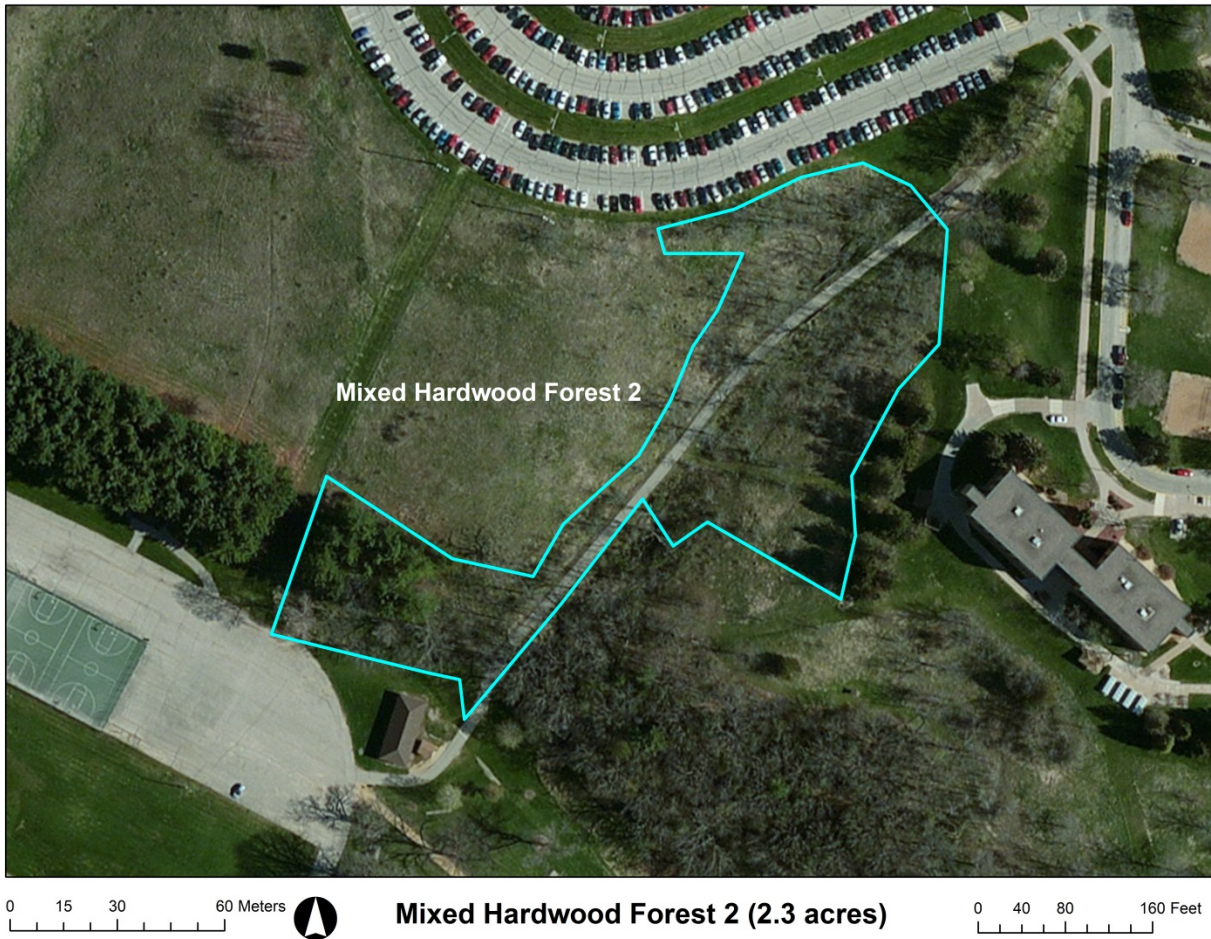 Mixed Hardwood Forest 2
0 15 30 60 Meters
Mixed Hardwood Forest 2 (2.3 acres)
0 40 80 160 Feet